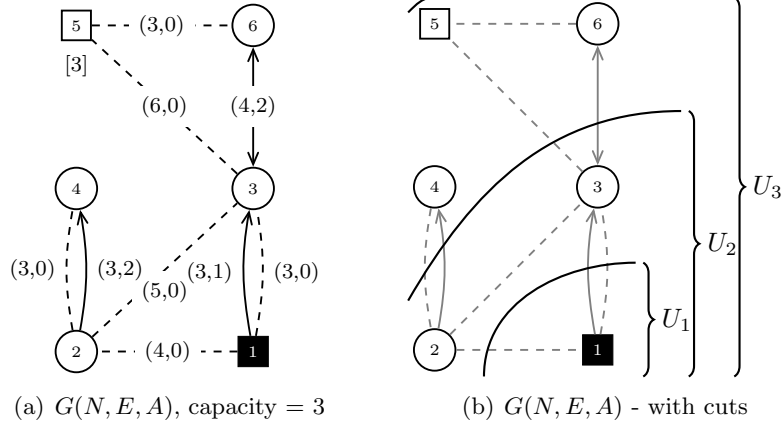 5 (3,0) 6
[3]
(6,0) (4,2)
4 3
(3,0) (3,2) (5,0) (3,1) (3,0)
2 (4,0) 1
(a) G(N, E, A), capacity = 3
5 6
4 3
U₃
U₂
U₁
2 1
(b) G(N, E, A) - with cuts